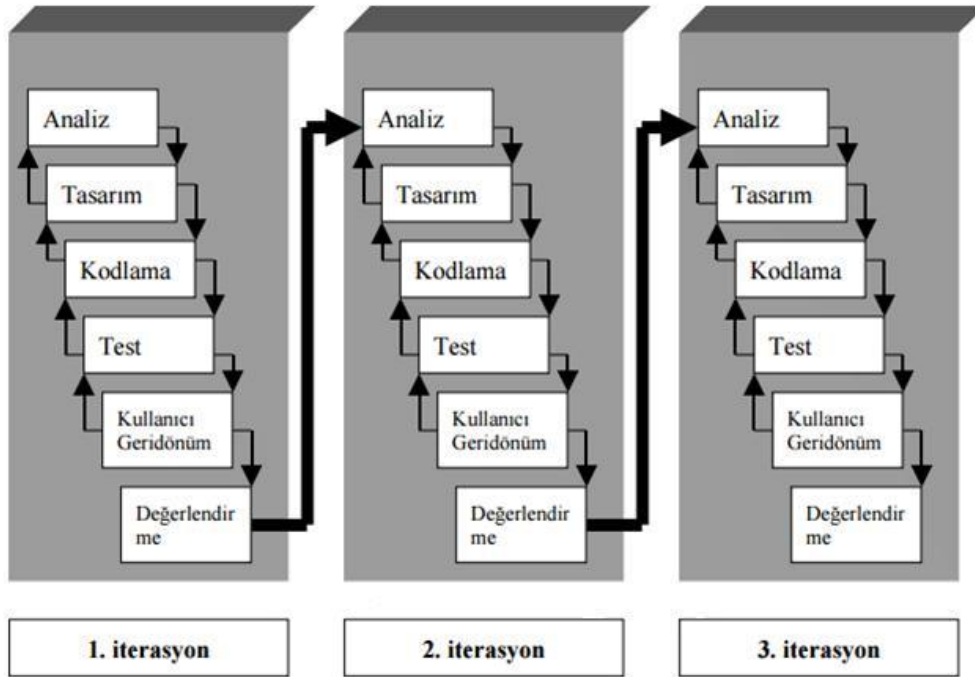 Analiz
Tasarım
Kodlama
Test
Kullanıcı
Geridönüm
Değerlendir
me
1. iterasyon
Analiz
Tasarım
Kodlama
Test
Kullanıcı
Geridönüm
Değerlendir
me
2. iterasyon
Analiz
Tasarım
Kodlama
Test
Kullanıcı
Geridönüm
Değerlendir
me
3. iterasyon